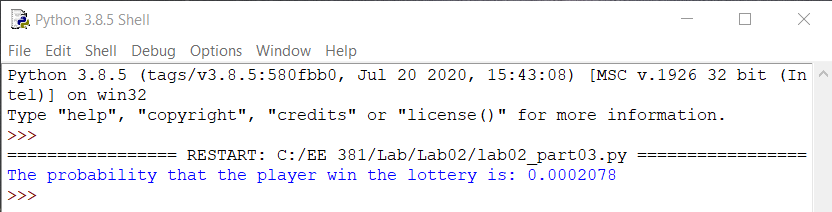 Python 3.8.5 Shell
File Edit Shell Debug Options Window Help
Python 3.8.5 (tags/v3.8.5:580fbb0, Jul 20 2020, 15:43:08) [MSC v.1926 32 bit (In
tel)] on win32
Type "help", "copyright", "credits" or "license()" for more information.
>>>
================= RESTART: C:/EE 381/Lab/Lab02/lab02_part03.py =================
The probability that the player win the lottery is: 0.0002078
>>>